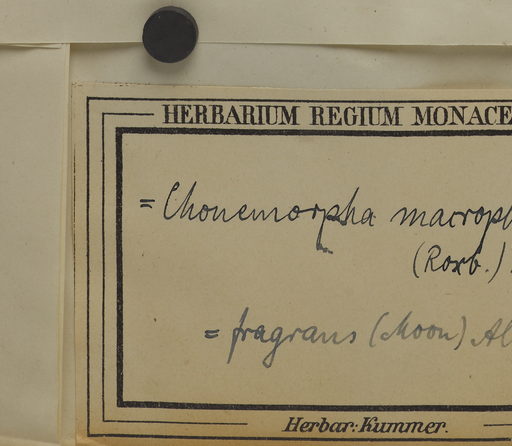 HERBARIUM REGIUM MONACE
= Chonemorpha macroph
(Roxb.)
= fragrans (Moon) Al
Herbar: Kummer.